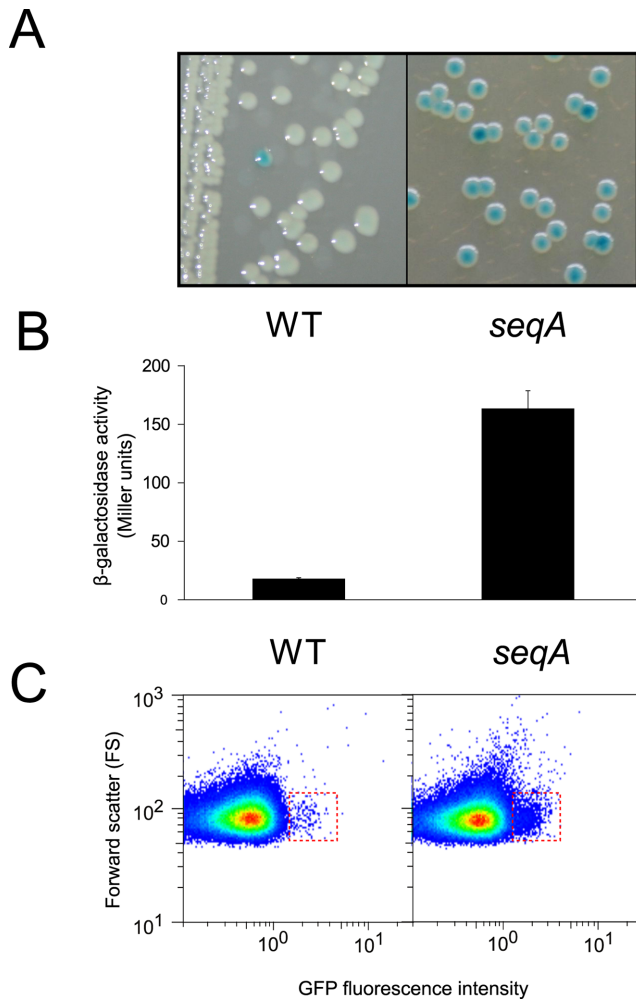 A
B
WT seqA
200
150
100
50
0
β-galactosidase activity
(Miller units)
WT seqA
C
10³
10²
10¹
Forward scatter (FS)
10⁰ 10¹ 10⁰ 10¹
GFP fluorescence intensity